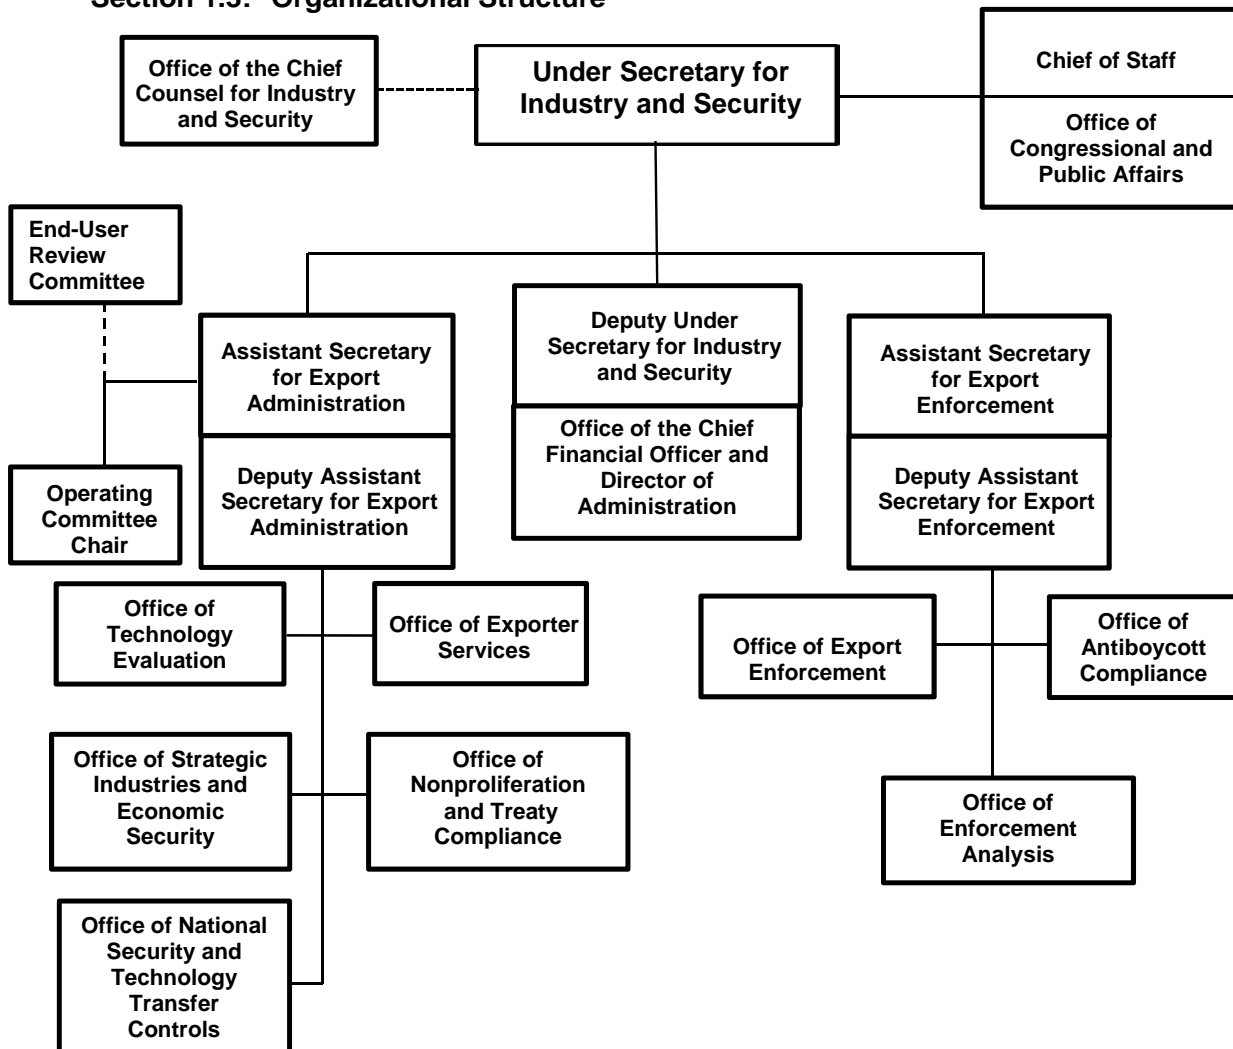 Section 1.3: Organizational Structure
Office of the Chief
Counsel for Industry
and Security
Under Secretary for
Industry and Security
Chief of Staff
Office of
Congressional and
Public Affairs
End-User
Review
Committee
Assistant Secretary
for Export
Administration
Deputy Under
Secretary for Industry
and Security
Assistant Secretary
for Export
Enforcement
Operating
Committee
Chair
Deputy Assistant
Secretary for Export
Administration
Office of the Chief
Financial Officer and
Director of
Administration
Deputy Assistant
Secretary for Export
Enforcement
Office of
Technology
Evaluation
Office of Exporter
Services
Office of Export
Enforcement
Office of
Antiboycott
Compliance
Office of Strategic
Industries and
Economic
Security
Office of
Nonproliferation
and Treaty
Compliance
Office of
Enforcement
Analysis
Office of National
Security and
Technology
Transfer
Controls